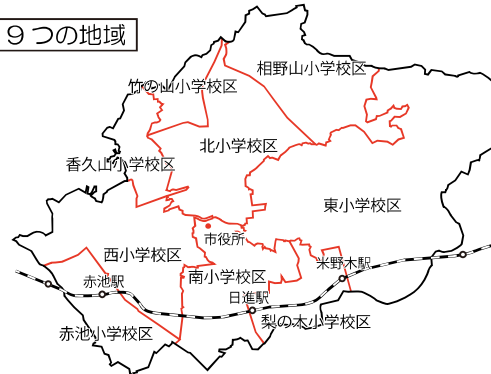 9つの地域
相野山小学校区
竹の山小学校区
北小学校区
香久山小学校区
東小学校区
市役所
西小学校区
米野木駅
南小学校区
赤池駅
日進駅
梨の木小学校区
赤池小学校区